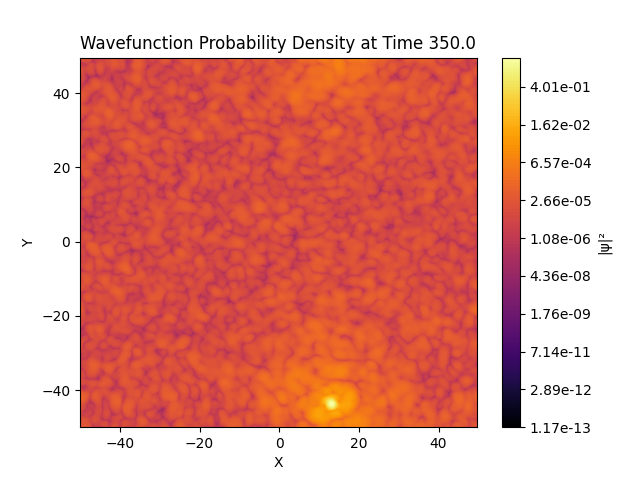 Wavefunction Probability Density at Time 350.0
40
20
0
−20
−40
Y
−40
−20
0
20
40
X
4.01e-01
1.62e-02
6.57e-04
2.66e-05
1.08e-06
4.36e-08
1.76e-09
7.14e-11
2.89e-12
1.17e-13
|ψ|²